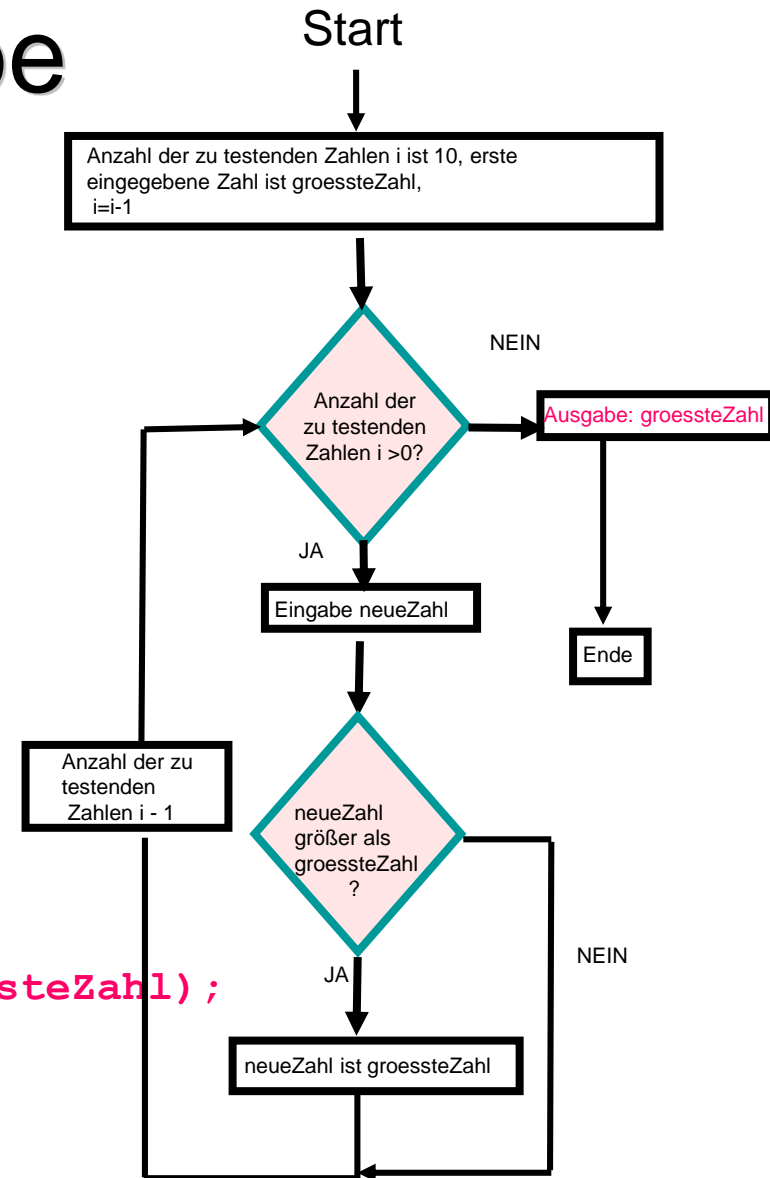 be
Start
Anzahl der zu testenden Zahlen i ist 10, erste
eingegebene Zahl ist groessteZahl,
i=i-1
NEIN
Anzahl der
zu testenden
Zahlen i >0?
Ausgabe: groessteZahl
JA
Eingabe neueZahl
Ende
Anzahl der zu
testenden
Zahlen i - 1
neueZahl
größer als
groessteZahl
?
NEIN
JA
steZahl);
neueZahl ist groessteZahl